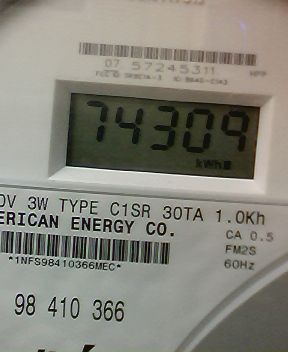 07 57245311
74309
kWh
0V 3W TYPE C1SR 30TA 1.0Kh
ERICAN ENERGY CO.
CA 0.5
FM2S
*1NFS98410366MEC*
60Hz
98 410 366